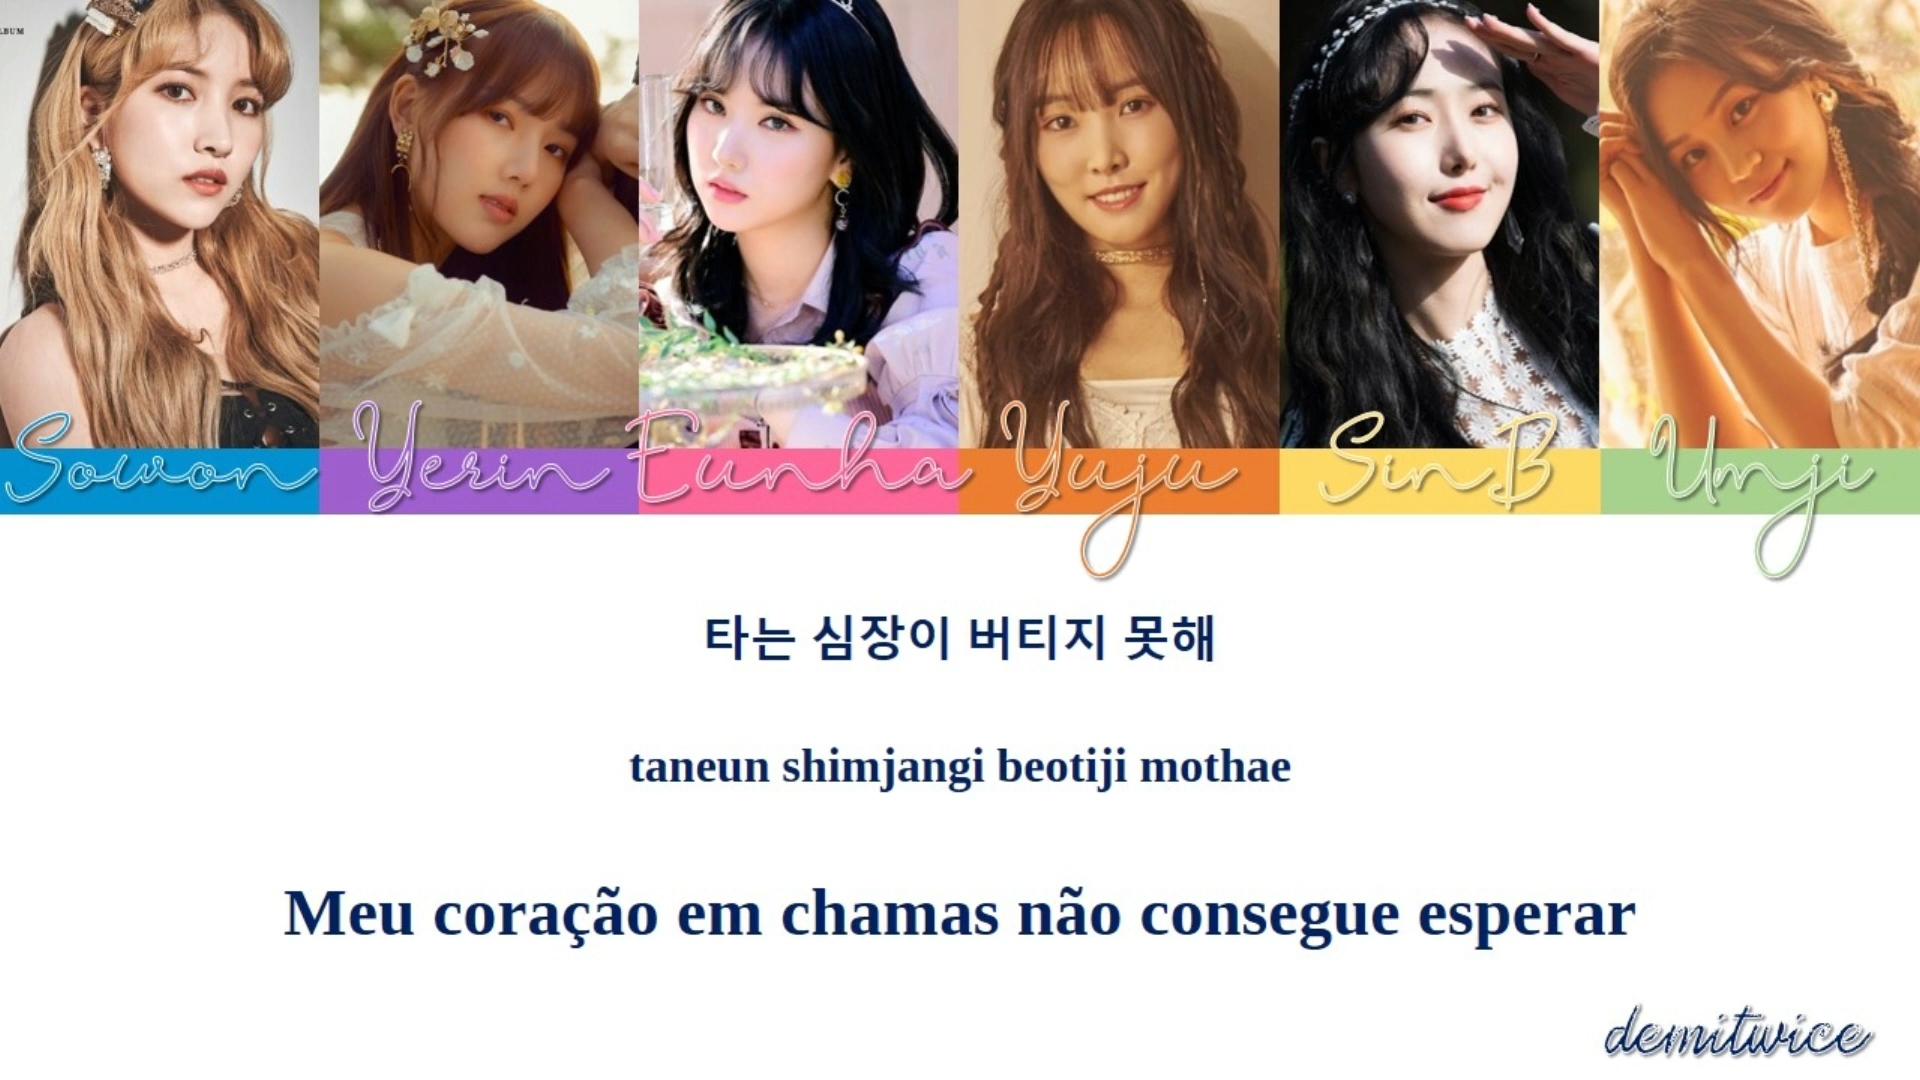 LBUM
Sowon Yerin Eunha Yuju SinB Umji
타는 심장이 버티지 못해
taneun shimjangi beotiji mothae
Meu coração em chamas não consegue esperar
demitwice